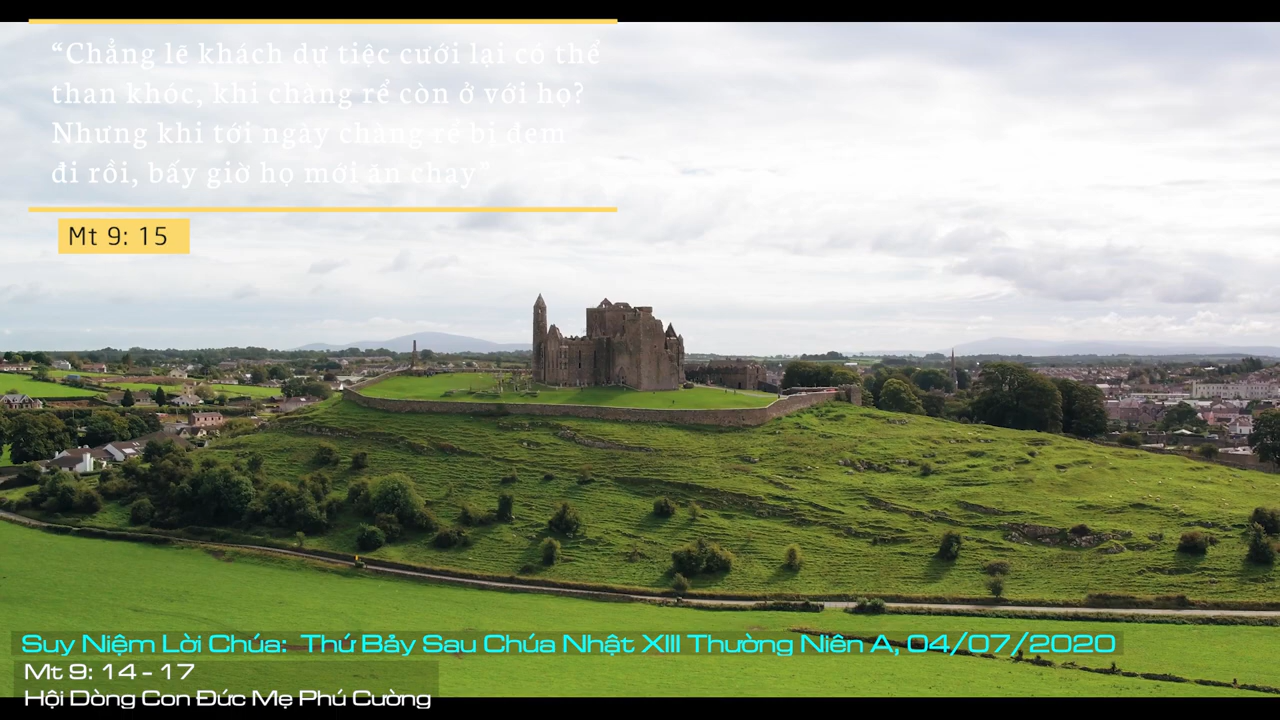 “Chẳng lẽ khách dự tiệc cưới lại có thể
than khóc, khi chàng rể còn ở với họ?
Nhưng khi tới ngày chàng rể bị đem
đi rồi, bấy giờ họ mới ăn chay”
Mt 9: 15
Suy Niệm Lời Chúa: Thứ Bảy Sau Chúa Nhật XIII Thường Niên A, 04/07/2020
Mt 9: 14 - 17
Hội Dòng Con Đức Mẹ Phú Cường